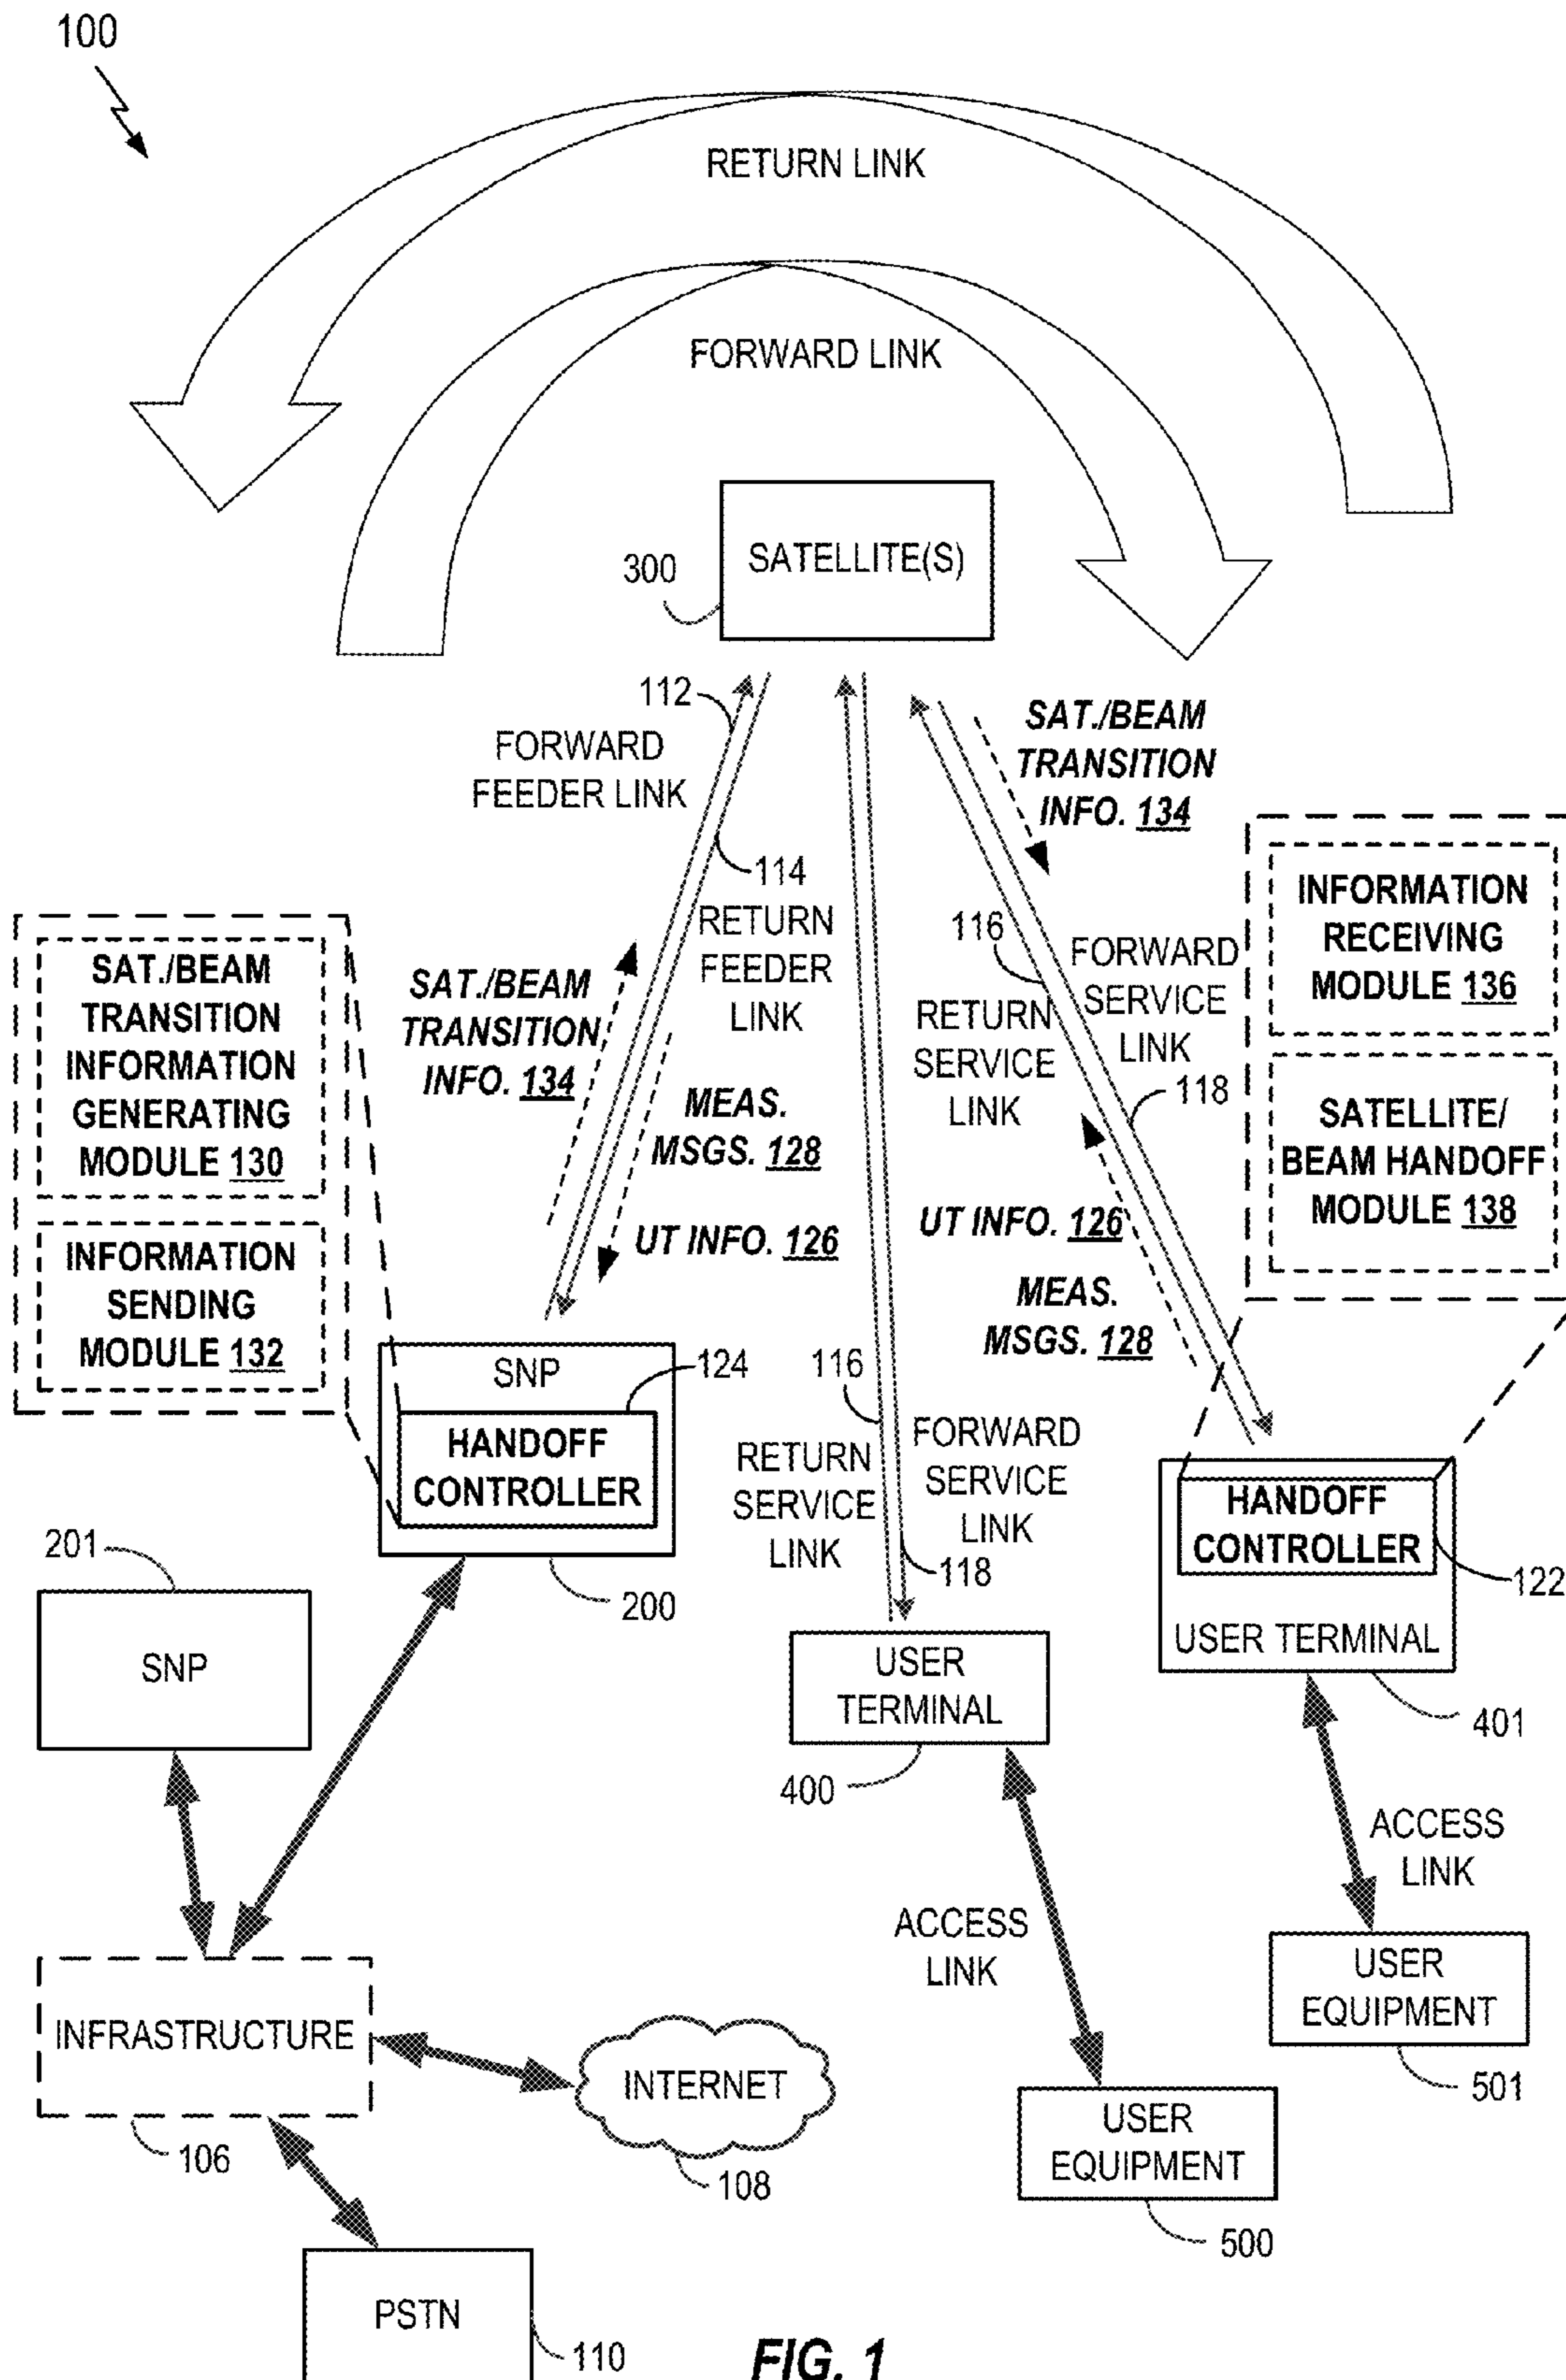 100
RETURN LINK
FORWARD LINK
SATELLITE(S)
300
112
FORWARD
FEEDER LINK
114
RETURN
FEEDER
LINK
SAT./BEAM
TRANSITION
INFO. 134
SAT./BEAM
TRANSITION
INFO. 134
MEAS.
MSGS. 128
UT INFO. 126
116
RETURN
SERVICE
LINK
FORWARD
SERVICE
LINK
118
UT INFO. 126
MEAS.
MSGS. 128
INFORMATION
RECEIVING
MODULE 136
SATELLITE/
BEAM HANDOFF
MODULE 138
SAT./BEAM
TRANSITION
INFORMATION
GENERATING
MODULE 130
INFORMATION
SENDING
MODULE 132
SNP
124
HANDOFF
CONTROLLER
200
116
RETURN
SERVICE
LINK
FORWARD
SERVICE
LINK
118
HANDOFF
CONTROLLER
122
USER TERMINAL
401
201
SNP
USER
TERMINAL
400
ACCESS
LINK
ACCESS
LINK
USER
EQUIPMENT
501
INFRASTRUCTURE
106
INTERNET
108
USER
EQUIPMENT
500
PSTN
110
FIG. 1